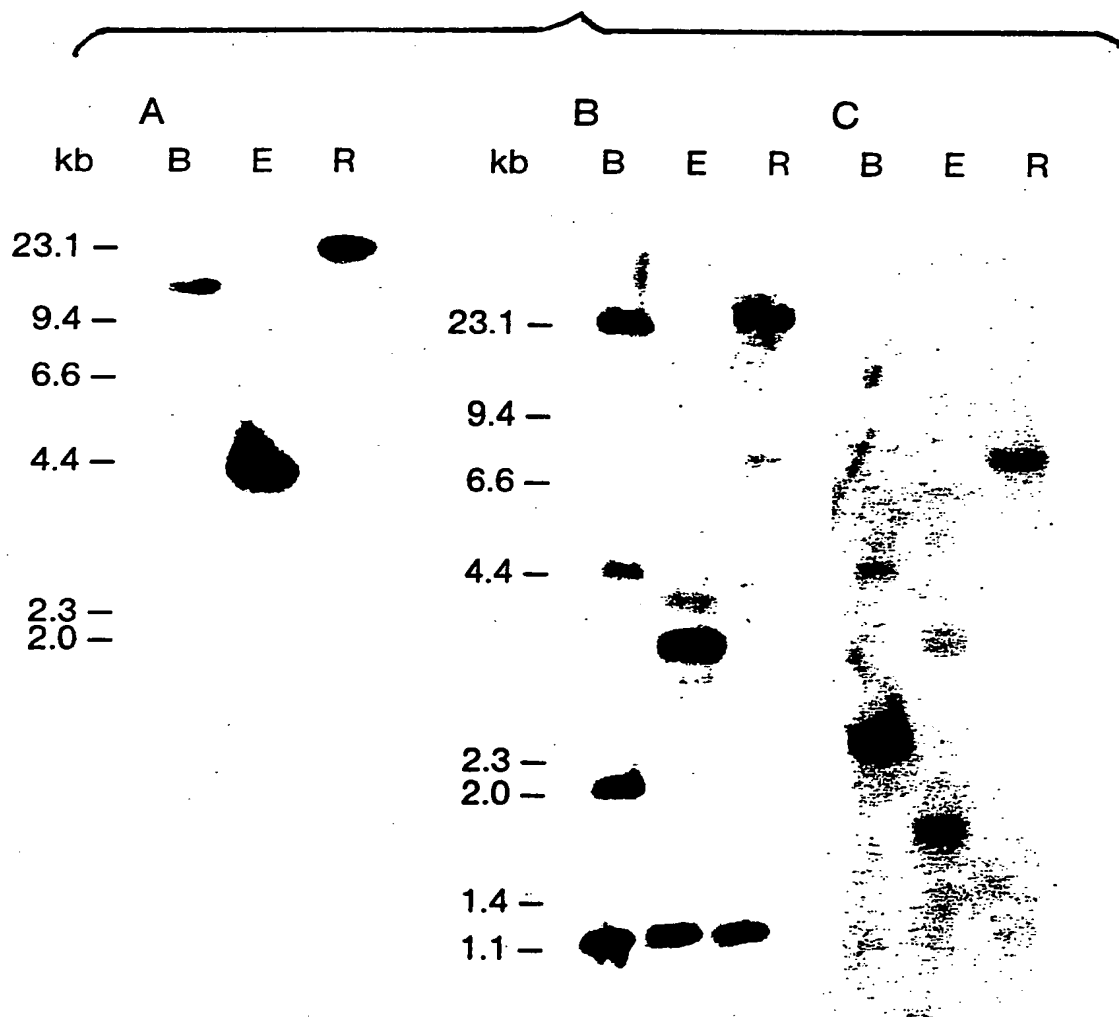 A
kb B E R
23.1 –
9.4 –
6.6 –
4.4 –
2.3 –
2.0 –
B
kb B E R
23.1 –
9.4 –
6.6 –
4.4 –
2.3 –
2.0 –
1.4 –
1.1 –
C
B E R